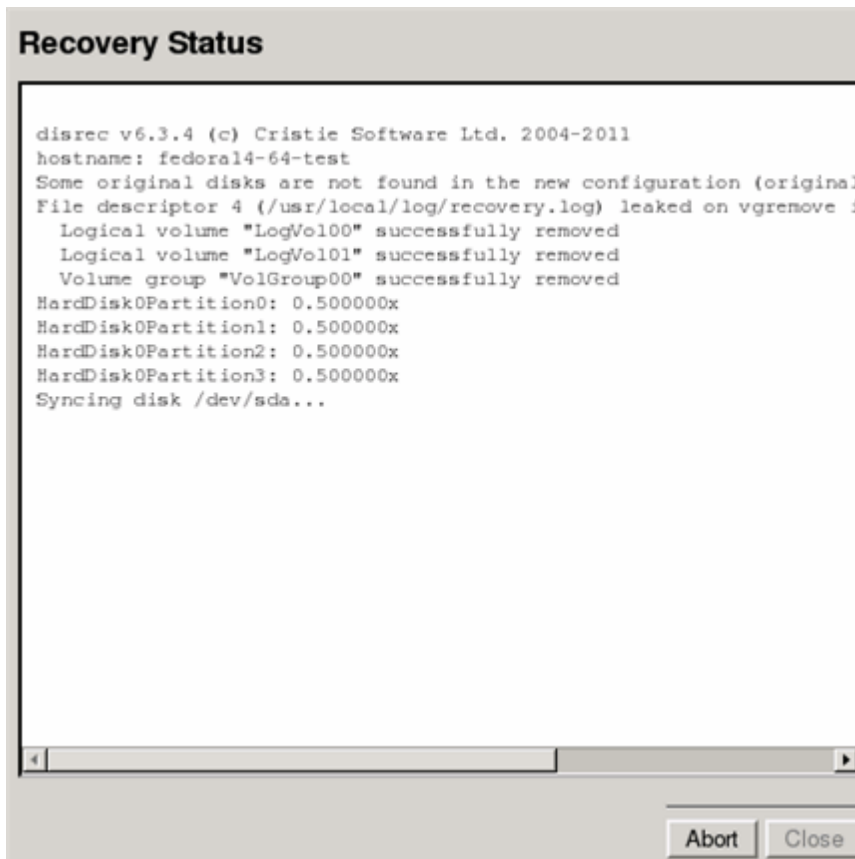 Recovery Status
disrec v6.3.4 (c) Cristie Software Ltd. 2004-2011
hostname: fedora14-64-test
Some original disks are not found in the new configuration (original
File descriptor 4 (/usr/local/log/recovery.log) leaked on vgremove
Logical volume "LogVol00" successfully removed
Logical volume "LogVol01" successfully removed
Volume group "VolGroup00" successfully removed
HardDisk0Partition0: 0.500000x
HardDisk0Partition1: 0.500000x
HardDisk0Partition2: 0.500000x
HardDisk0Partition3: 0.500000x
Syncing disk /dev/sda...
Abort Close